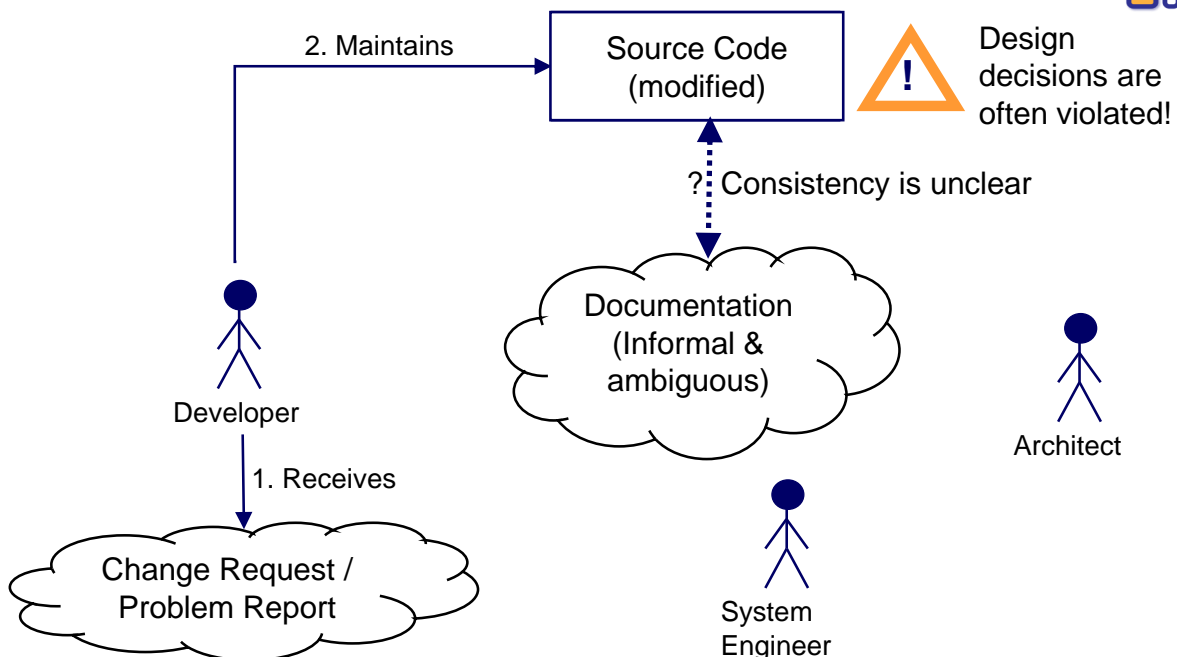 2. Maintains
Source Code
(modified)
!
Design
decisions are
often violated!
? Consistency is unclear
Documentation
(Informal &
ambiguous)
Developer
Architect
1. Receives
Change Request /
Problem Report
System
Engineer